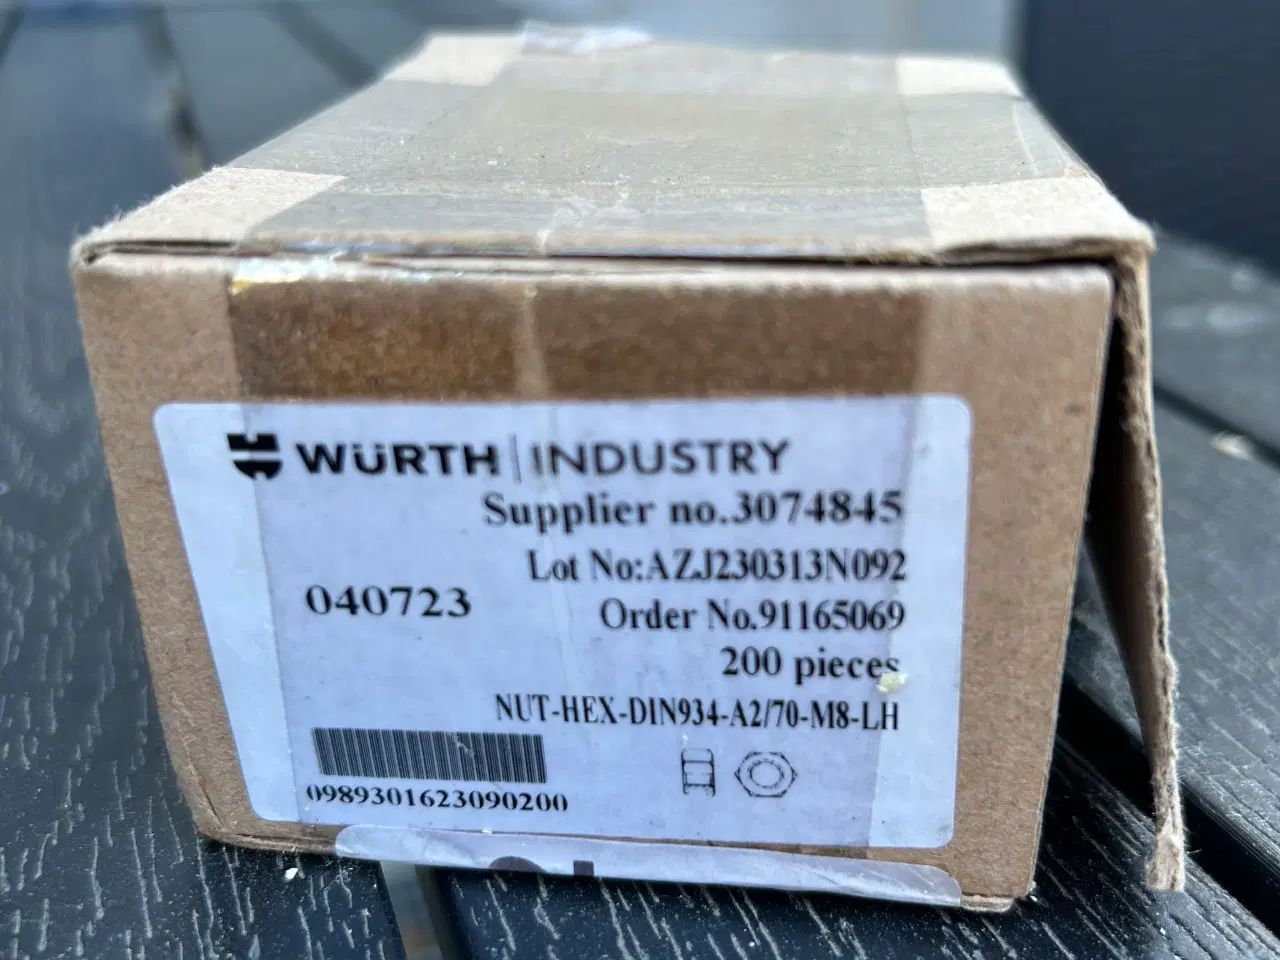 WÜRTH INDUSTRY
Supplier no.3074845
Lot No:AZJ230313N092
040723
Order No.91165069
200 pieces
NUT-HEX-DIN934-A2/70-M8-LH
0989301623090200